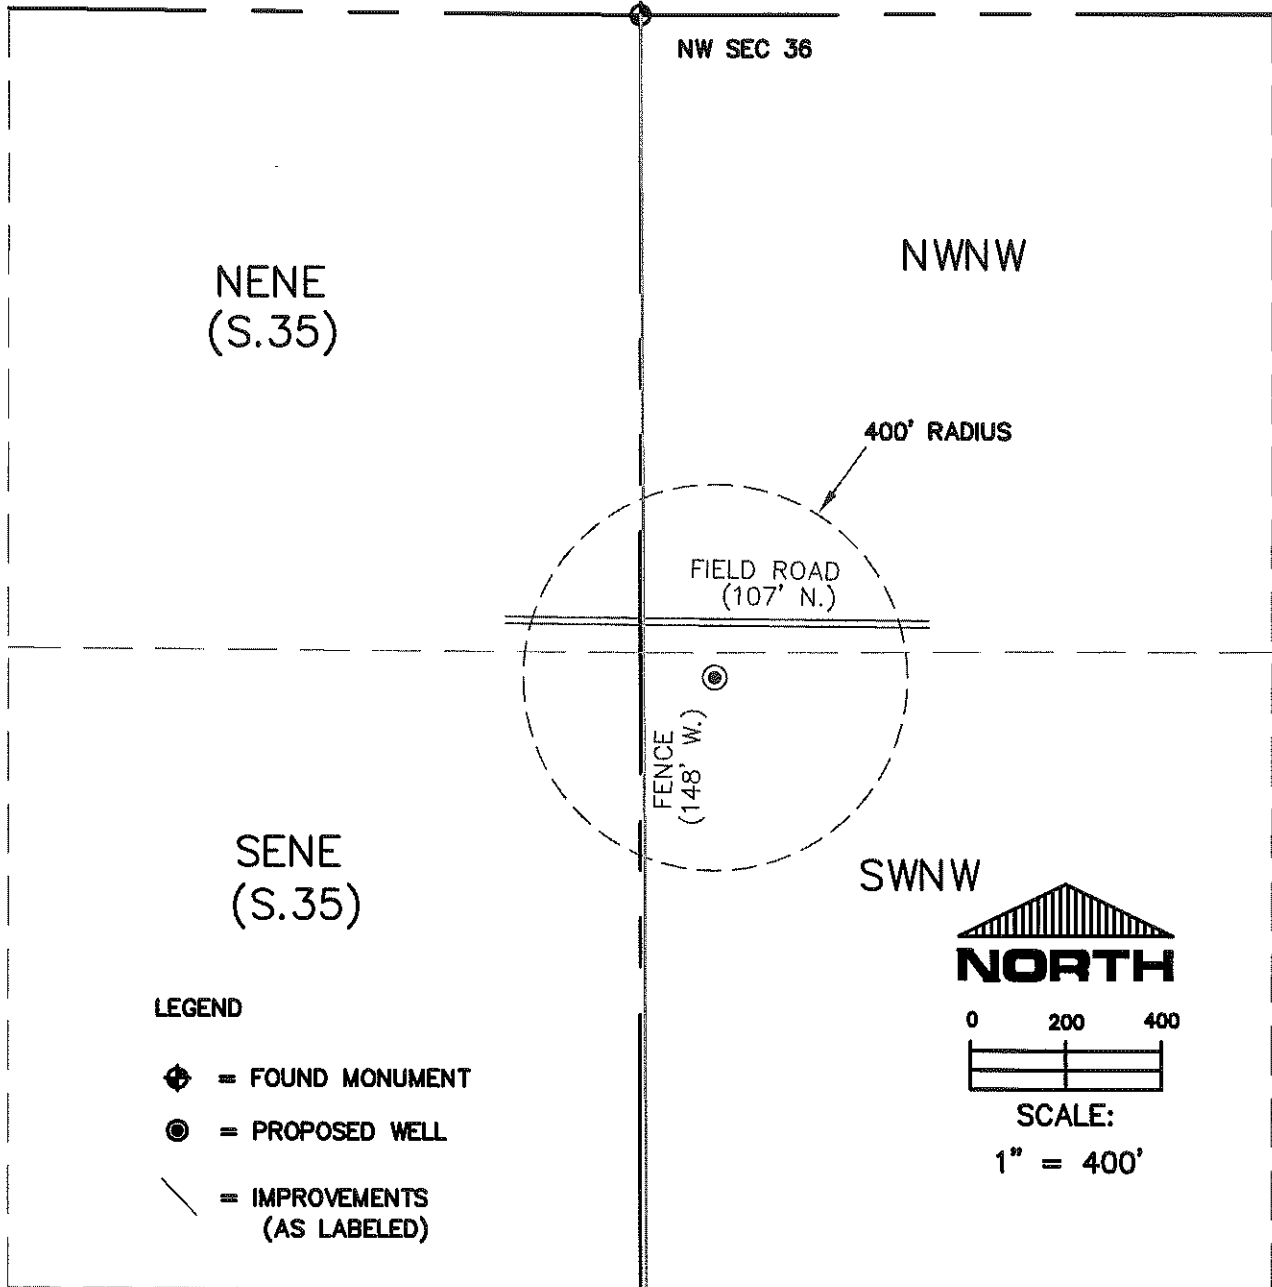 NW SEC 36
NWNW
NENE
(S.35)
400' RADIUS
FIELD ROAD
(107' N.)
FENCE
(148' W.)
SENE
(S.35)
SWNW
NORTH
0 200 400
SCALE:
1" = 400'
LEGEND
= FOUND MONUMENT
= PROPOSED WELL
= IMPROVEMENTS
(AS LABELED)